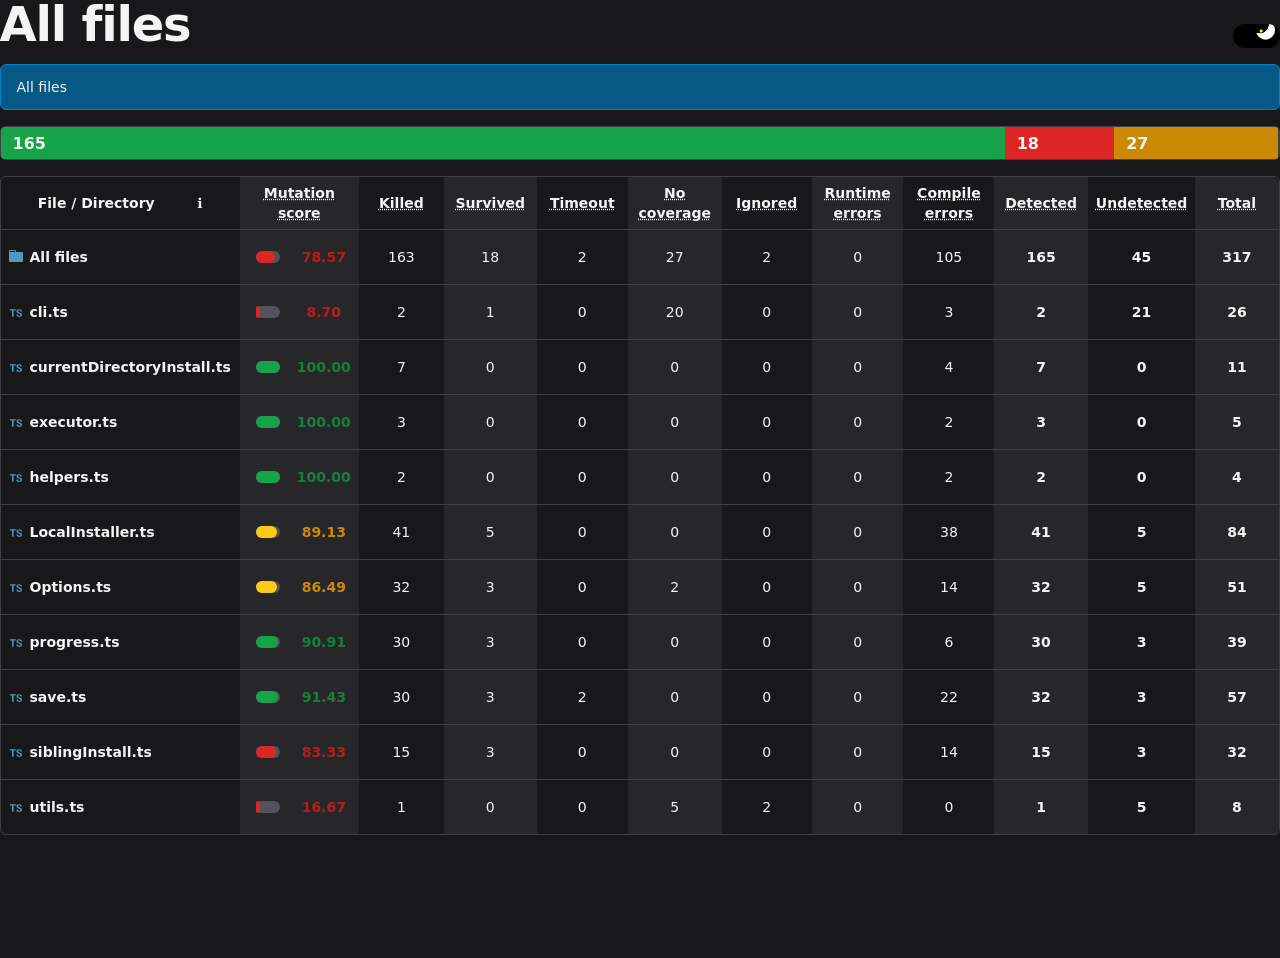 All files
All files
165 18 27
File / Directory ℹ Mutation score Killed Survived Timeout No coverage Ignored Runtime errors Compile errors Detected Undetected Total
All files 78.57 163 18 2 27 2 0 105 165 45 317
TS cli.ts 8.70 2 1 0 20 0 0 3 2 21 26
TS currentDirectoryInstall.ts 100.00 7 0 0 0 0 0 4 7 0 11
TS executor.ts 100.00 3 0 0 0 0 0 2 3 0 5
TS helpers.ts 100.00 2 0 0 0 0 0 2 2 0 4
TS LocalInstaller.ts 89.13 41 5 0 0 0 0 38 41 5 84
TS Options.ts 86.49 32 3 0 2 0 0 14 32 5 51
TS progress.ts 90.91 30 3 0 0 0 0 6 30 3 39
TS save.ts 91.43 30 3 2 0 0 0 22 32 3 57
TS siblingInstall.ts 83.33 15 3 0 0 0 0 14 15 3 32
TS utils.ts 16.67 1 0 0 5 2 0 0 1 5 8